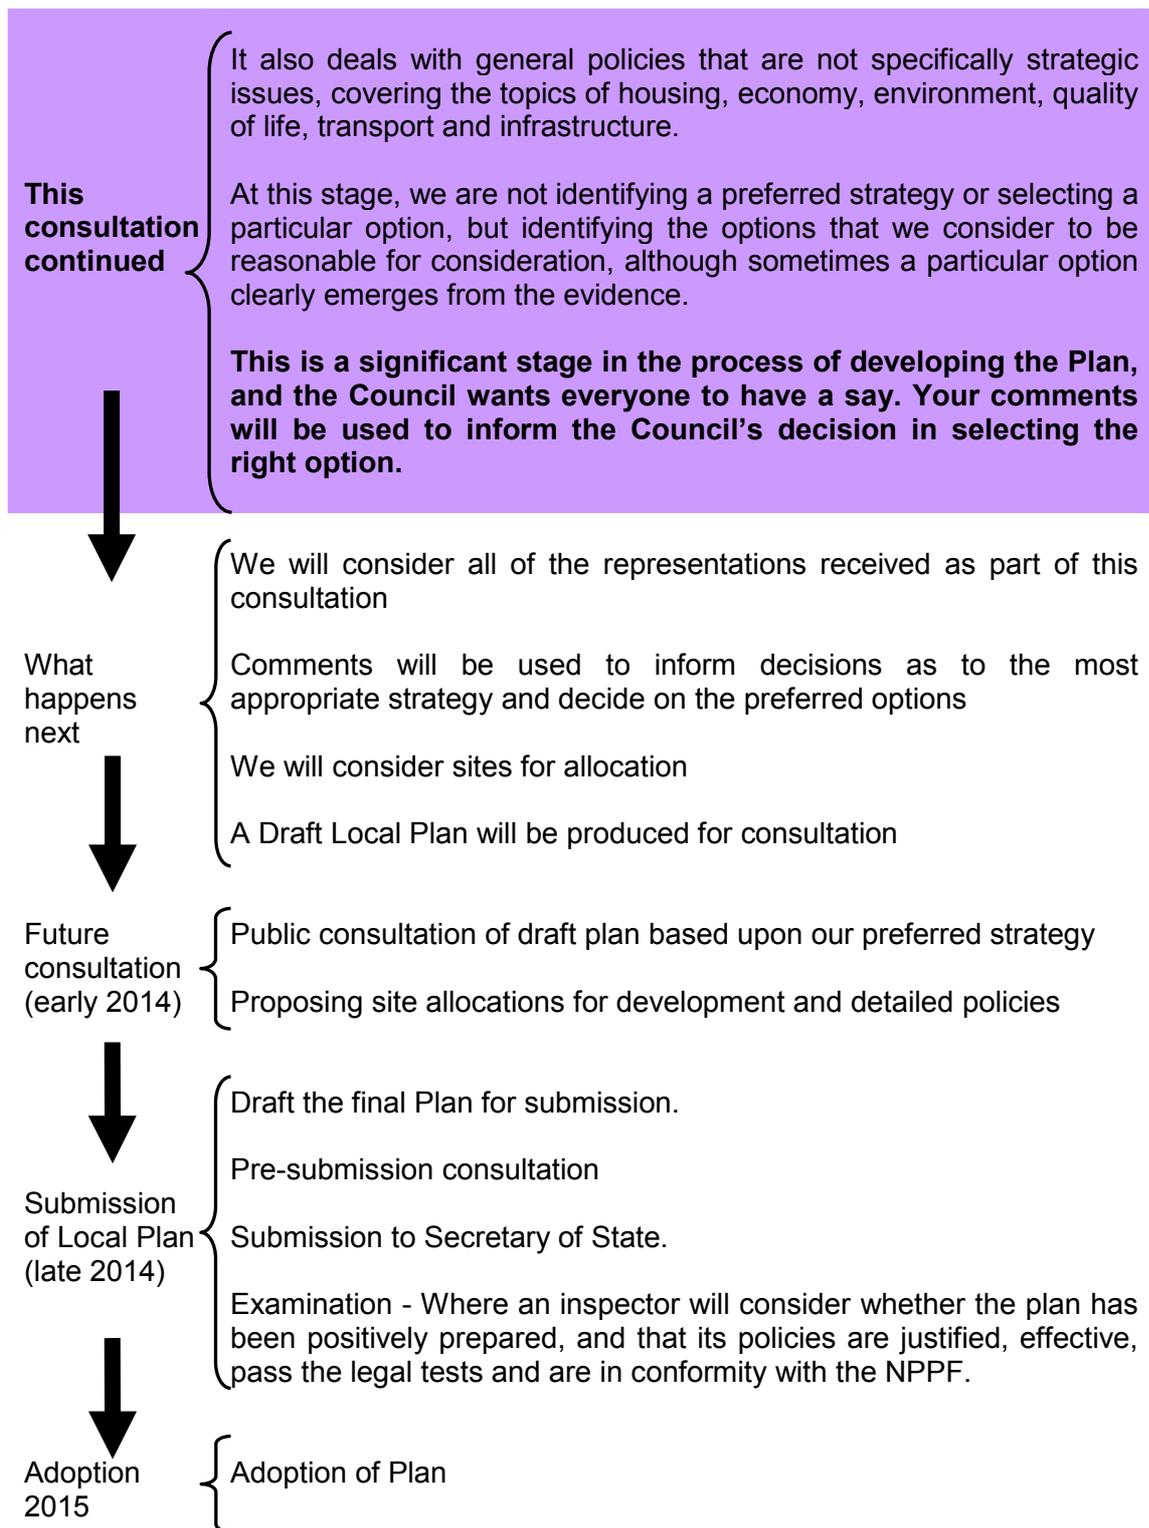 It also deals with general policies that are not specifically strategic
issues, covering the topics of housing, economy, environment, quality
of life, transport and infrastructure.
This
consultation
continued
At this stage, we are not identifying a preferred strategy or selecting a
particular option, but identifying the options that we consider to be
reasonable for consideration, although sometimes a particular option
clearly emerges from the evidence.
This is a significant stage in the process of developing the Plan,
and the Council wants everyone to have a say. Your comments
will be used to inform the Council's decision in selecting the
right option.
What
happens
next
We will consider all of the representations received as part of this
consultation
Comments will be used to inform decisions as to the most
appropriate strategy and decide on the preferred options
We will consider sites for allocation
A Draft Local Plan will be produced for consultation
Future
consultation
(early 2014)
Public consultation of draft plan based upon our preferred strategy
Proposing site allocations for development and detailed policies
Submission
of Local Plan
(late 2014)
Draft the final Plan for submission.
Pre-submission consultation
Submission to Secretary of State.
Examination - Where an inspector will consider whether the plan has
been positively prepared, and that its policies are justified, effective,
pass the legal tests and are in conformity with the NPPF.
Adoption
2015
Adoption of Plan